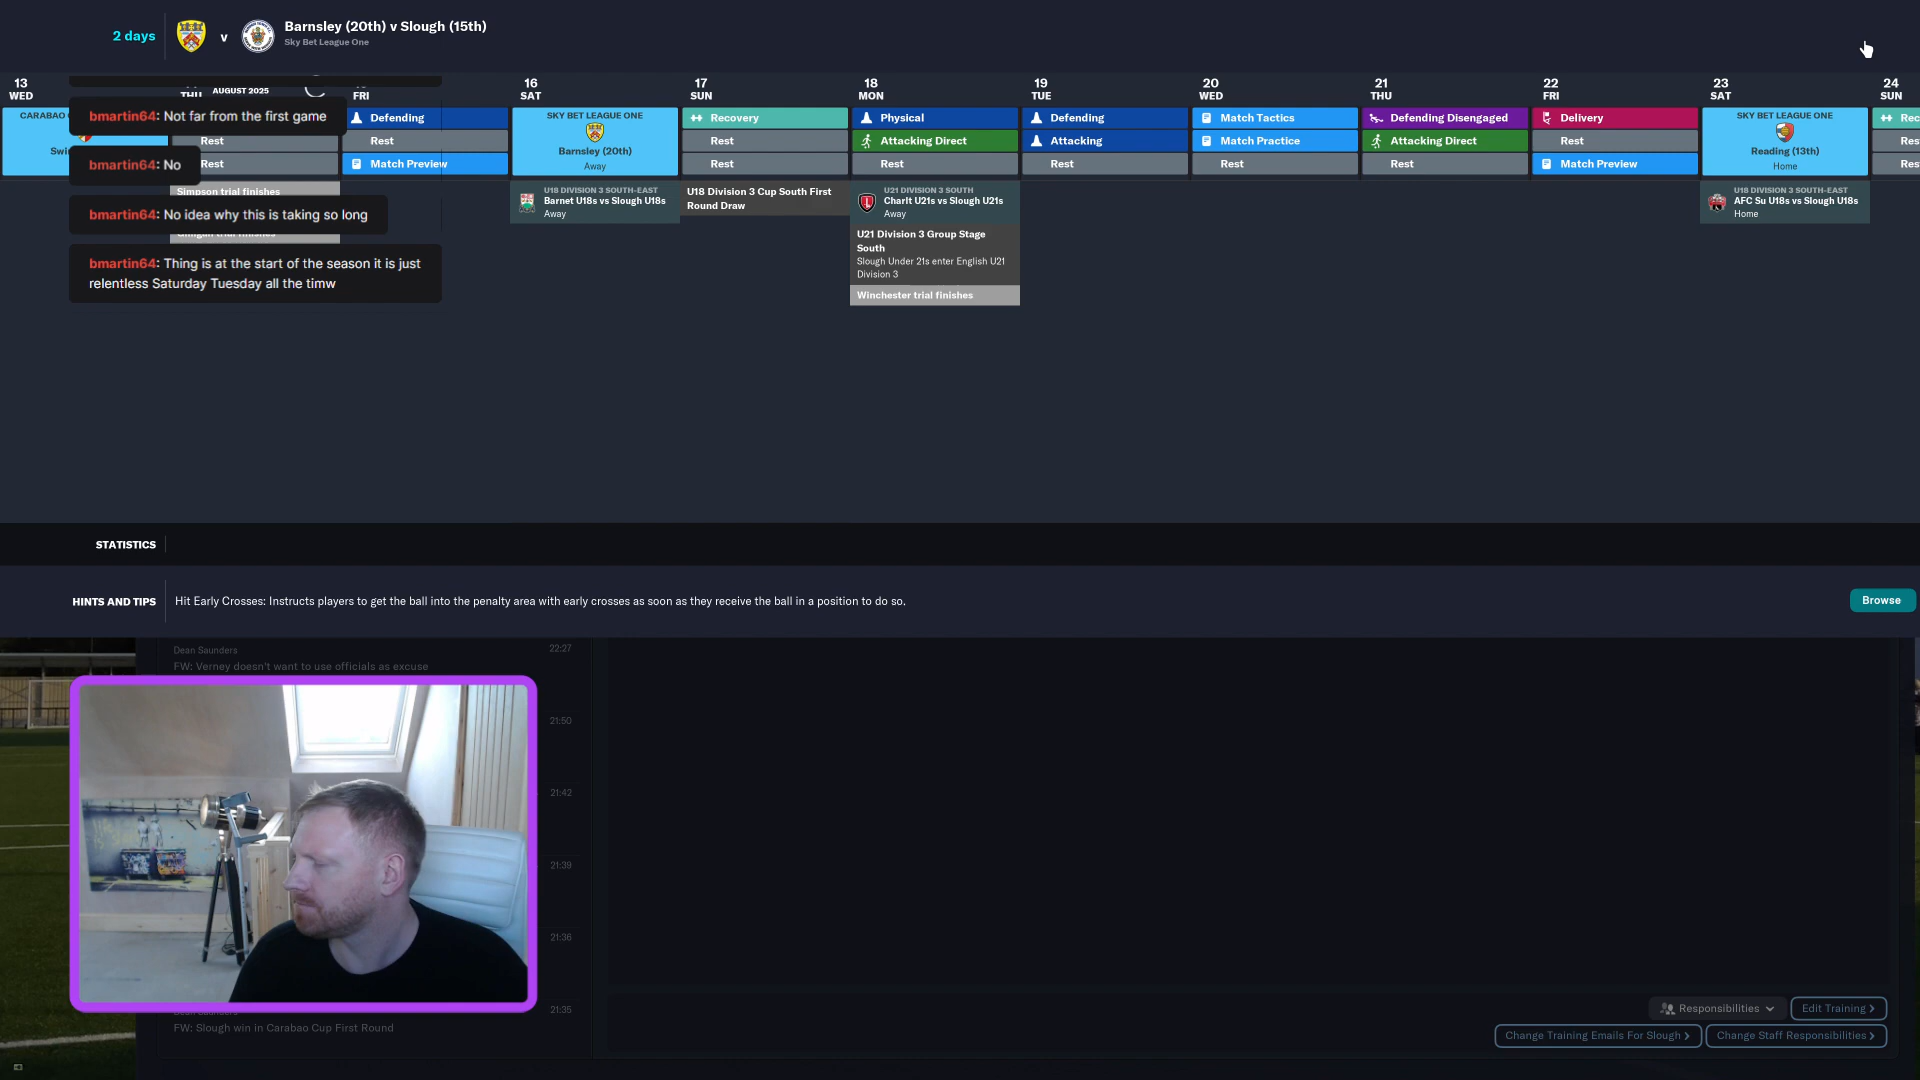 2 days
v
Barnsley (20th) v Slough (15th)
Sky Bet League One
13
WED
THU
AUGUST 2025
FRI
16
SAT
17
SUN
18
MON
19
TUE
20
WED
21
THU
22
FRI
23
SAT
24
SUN
CARABAO
Rest
Rest
Simpson trial finishes
Defending
Rest
Match Preview
SKY BET LEAGUE ONE
Barnsley (20th)
Away
Recovery
Rest
Rest
Physical
Attacking Direct
Rest
Defending
Attacking
Rest
Match Tactics
Match Practice
Rest
Defending Disengaged
Attacking Direct
Rest
Delivery
Rest
Match Preview
SKY BET LEAGUE ONE
Reading (13th)
Home
Rec
Res
Res
U18 DIVISION 3 SOUTH-EAST
Barnet U18s vs Slough U18s
Away
U18 Division 3 Cup South First
Round Draw
U21 DIVISION 3 SOUTH
Charlt U21s vs Slough U21s
Away
U21 Division 3 Group Stage
South
Slough Under 21s enter English U21
Division 3
Winchester trial finishes
U18 DIVISION 3 SOUTH-EAST
AFC Su U18s vs Slough U18s
Home
bmartin64: Not far from the first game
bmartin64: No
bmartin64: No idea why this is taking so long
bmartin64: Thing is at the start of the season it is just
relentless Saturday Tuesday all the timw
STATISTICS
HINTS AND TIPS
Hit Early Crosses: Instructs players to get the ball into the penalty area with early crosses as soon as they receive the ball in a position to do so.
Browse
Dean Saunders
22:27
FW: Verney doesn't want to use officials as excuse
21:50
21:42
21:39
21:36
21:35
FW: Slough win in Carabao Cup First Round
Responsibilities
Edit Training >
Change Training Emails For Slough >
Change Staff Responsibilities >